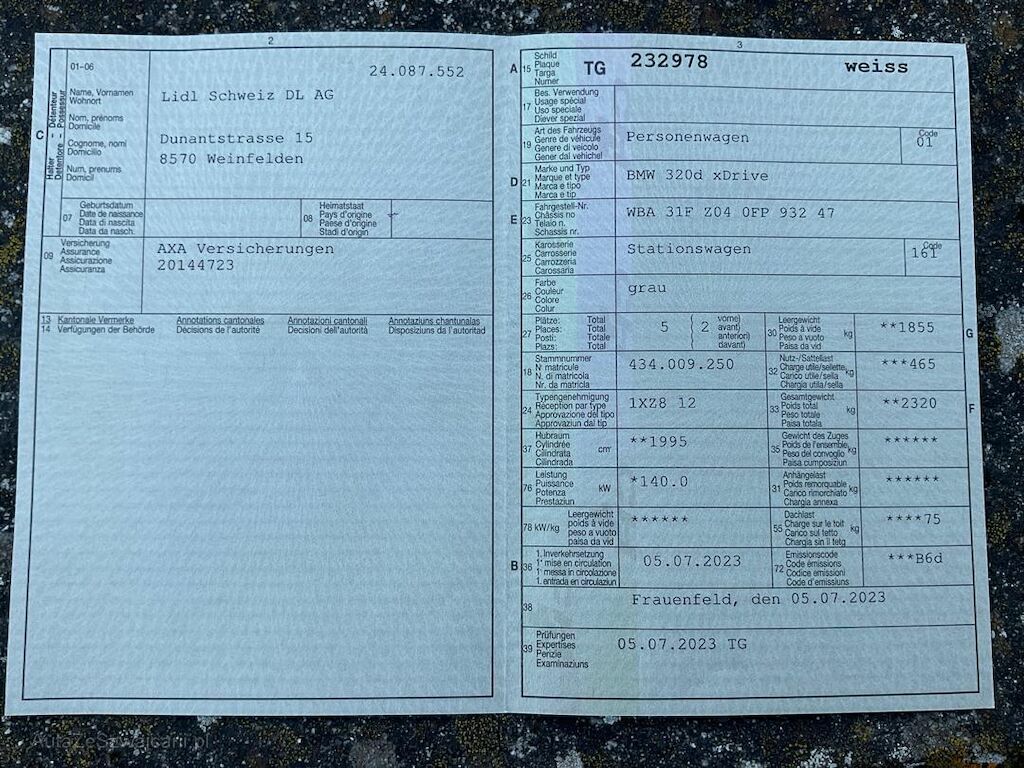 2
01-06
24.087.552
C
Halter - Détenteur
Detentore - Possessur
Name, Vornamen
Wohnort
Nom, prénoms
Domicile
Cognome, nomi
Domicilio
Num, prenums
Domicil
Lidl Schweiz DL AG
Dunantstrasse 15
8570 Weinfelden
07
Geburtsdatum
Date de naissance
Data di nascita
Data da nasch.
08
Heimatstaat
Pays d'origine
Paese d'origine
Stadi d'origin
09
Versicherung
Assurance
Assicurazione
Assicuranza
AXA Versicherungen
20144723
13 Kantonale Vermerke Annotations cantonales Annotazioni cantonali Annotaziuns chantunalas
14 Verfügungen der Behörde Décisions de l'autorité Decisioni dell'autorità Disposiziuns da l'autoritad
3
A 15
Schild
Plaque
Targa
Numer
TG 232978 weiss
17
Bes. Verwendung
Usage spécial
Uso speciale
Diever spezial
19
Art des Fahrzeugs
Genre de véhicule
Genere di veicolo
Gener dal vehichel
Personenwagen
Code
01
D 21
Marke und Typ
Marque et type
Marca e tipo
Marca e tip
BMW 320d xDrive
E 23
Fahrgestell-Nr.
Châssis no
Telaio n.
Schassis nr.
WBA 31F Z04 0FP 932 47
25
Karosserie
Carrosserie
Carrozzeria
Carossaria
Stationswagen
Code
161
26
Farbe
Couleur
Colore
Colur
grau
27
Plätze: Total
Places: Total
Posti: Totale
Plazs: Total
5 ( 2 vorne)
avant)
anteriori)
davant)
30
Leergewicht
Poids à vide
Peso a vuoto
Paisa da vid
kg
**1855
G
18
Stammnummer
N° matricule
N. di matricola
Nr. da matricla
434.009.250
32
Nutz-/Sattellast
Charge utile/sellette
Carico utile/sella
Chargia utila/sella
kg
***465
24
Typengenehmigung
Réception par type
Approvazione del tipo
Approvaziun dal tip
1XZ8 12
33
Gesamtgewicht
Poids total
Peso totale
Paisa totala
kg
**2320
F
37
Hubraum
Cylindrée
Cilindrata
Cilindrada
cm³
**1995
35
Gewicht des Zuges
Poids de l'ensemble
Peso del convoglio
Paisa cumposiziun
kg
******
76
Leistung
Puissance
Potenza
Prestaziun
kW
*140.0
31
Anhängelast
Poids remorquable
Carico rimorchiato
Chargia annexa
kg
******
78 kW/kg
Leergewicht
poids à vide
peso a vuoto
paisa da vid
******
55
Dachlast
Charge sur le toit
Carico sul tetto
Chargia sin il tetg
kg
****75
B 36
1. Inverkehrsetzung
1re mise en circulation
1a messa in circolazione
1. entrada en circulaziun
05.07.2023
72
Emissionscode
Code émissions
Codice emissioni
Code d'emissiuns
***B6d
38
Frauenfeld, den 05.07.2023
39
Prüfungen
Expertises
Perizie
Examinaziuns
05.07.2023 TG
AutaZeSzwajcarii.pl